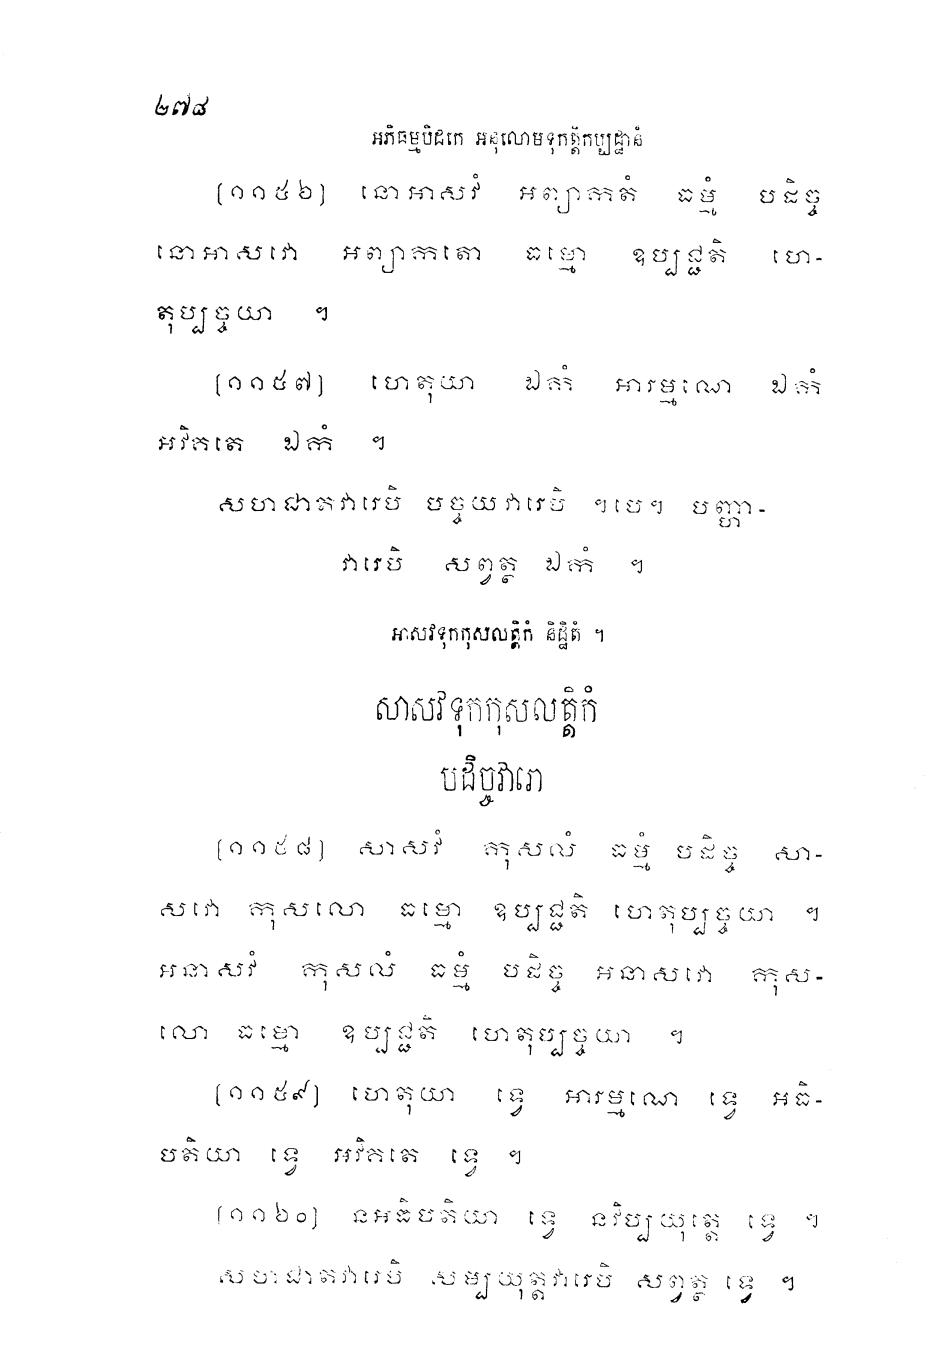 ២៧៨
អភិធម្មបិដកេ អនុលោមទុកត្តិកប្បដ្ឋានំ
[១១៥៦] នោអាសវំ អព្យាកតំ ធម្មំ បដិច្ច
នោអាសវោ អព្យាកតោ ធម្មោ ឧប្បជ្ជតិ ហេ-
តុប្បច្ចយា ។
[១១៥៧] ហេតុយា ឯកំ អារម្មណេ ឯកំ
អវិគតេ ឯកំ ។
សហជាតវារេបិ បច្ចយវារេបិ ។បេ។ បញ្ហា-
វារេបិ សព្វត្ថ ឯកំ ។
អាសវទុកកុសលត្តិកំ និដ្ឋិតំ ។
សាសវទុកកុសលត្តិកំ
បដិច្ចវារោ
[១១៥៨] សាសវំ កុសលំ ធម្មំ បដិច្ច សា-
សវោ កុសលោ ធម្មោ ឧប្បជ្ជតិ ហេតុប្បច្ចយា ។
អនាសវំ កុសលំ ធម្មំ បដិច្ច អនាសវោ កុស-
លោ ធម្មោ ឧប្បជ្ជតិ ហេតុប្បច្ចយា ។
[១១៥៩] ហេតុយា ទ្វេ អារម្មណេ ទ្វេ អធិ-
បតិយា ទ្វេ អវិគតេ ទ្វេ ។
[១១៦០] នអធិបតិយា ទ្វេ នវិប្បយុត្តេ ទ្វេ ។
សហជាតវារេបិ សម្បយុត្តវារេបិ សព្វត្ថ ទ្វេ ។